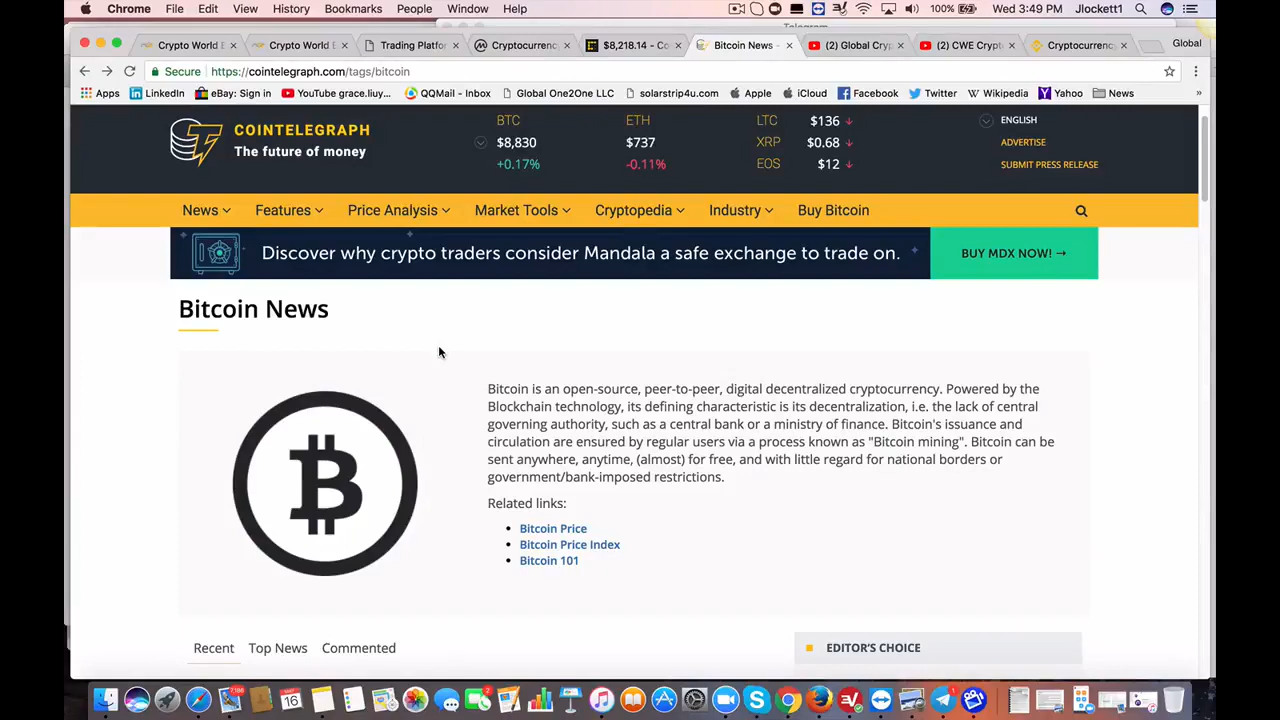 Chrome File Edit View History Bookmarks People Window Help 100% Wed 3:49 PM Jlockett1
Telegram
Crypto World E Crypto World E Trading Platfo Cryptocurrenc $8,218.14 - Co Bitcoin News - (2) Global Cryp (2) CWE Crypt Cryptocurrenc Global
Secure https://cointelegraph.com/tags/bitcoin
Apps LinkedIn eBay: Sign in YouTube grace.liuy... QQMail - Inbox Global One2One LLC solarstrip4u.com Apple iCloud Facebook Twitter Wikipedia Yahoo News »
COINTELEGRAPH
The future of money
BTC ETH LTC $136 ↓
$8,830 $737 XRP $0.68 ↓
+0.17% -0.11% EOS $12 ↓
ENGLISH
ADVERTISE
SUBMIT PRESS RELEASE
News Features Price Analysis Market Tools Cryptopedia Industry Buy Bitcoin
Discover why crypto traders consider Mandala a safe exchange to trade on. BUY MDX NOW! →
Bitcoin News
Bitcoin is an open-source, peer-to-peer, digital decentralized cryptocurrency. Powered by the
Blockchain technology, its defining characteristic is its decentralization, i.e. the lack of central
governing authority, such as a central bank or a ministry of finance. Bitcoin's issuance and
circulation are ensured by regular users via a process known as "Bitcoin mining". Bitcoin can be
sent anywhere, anytime, (almost) for free, and with little regard for national borders or
government/bank-imposed restrictions.
Related links:
• Bitcoin Price
• Bitcoin Price Index
• Bitcoin 101
Recent Top News Commented
EDITOR'S CHOICE